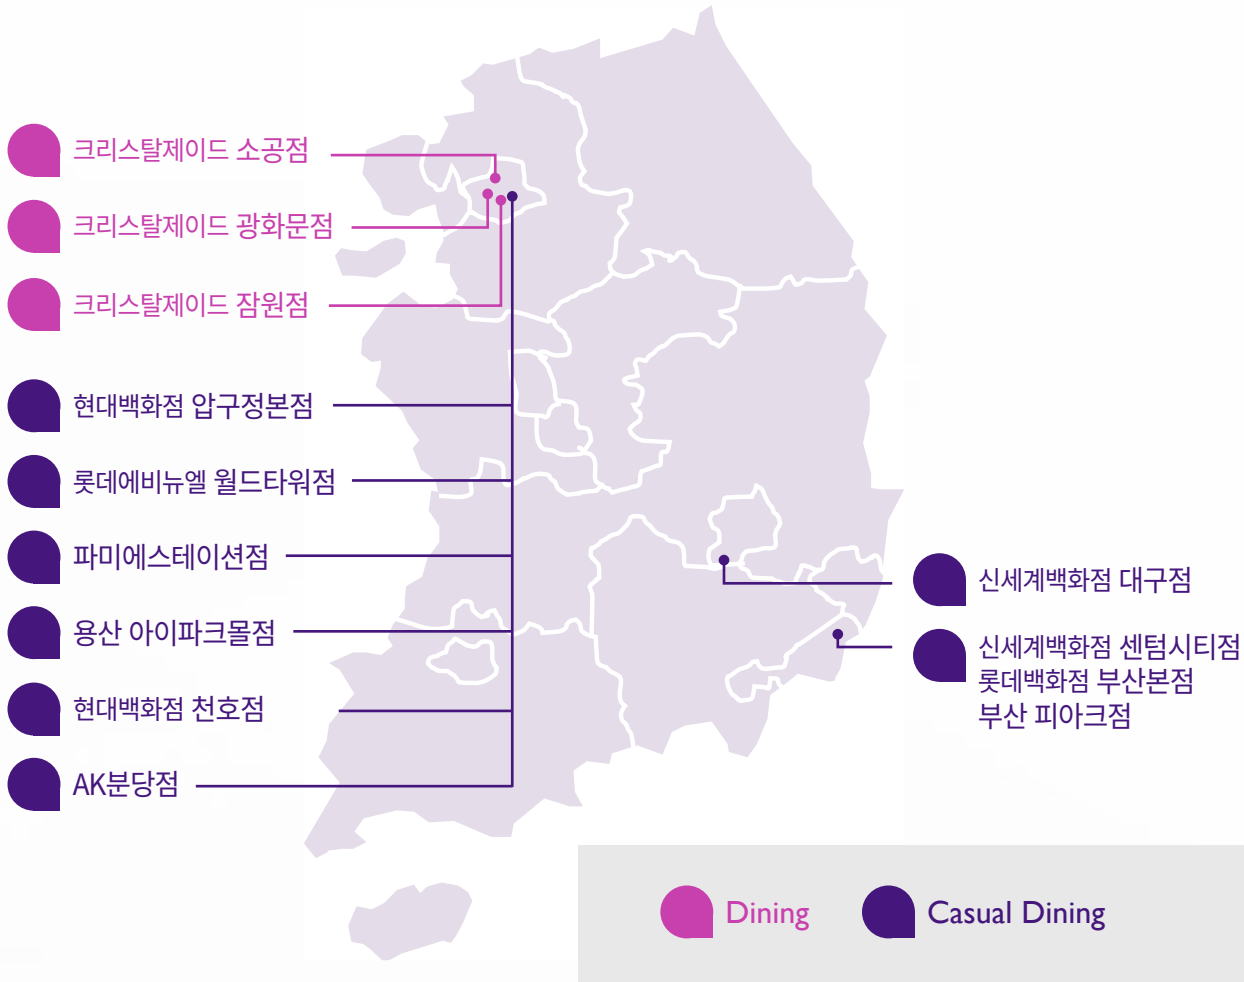 크리스탈제이드 소공점
크리스탈제이드 광화문점
크리스탈제이드 잠원점
현대백화점 압구정본점
롯데에비뉴엘 월드타워점
파미에스테이션점
용산 아이파크몰점
현대백화점 천호점
AK분당점
신세계백화점 대구점
신세계백화점 센텀시티점
롯데백화점 부산본점
부산 피아크점
Dining
Casual Dining